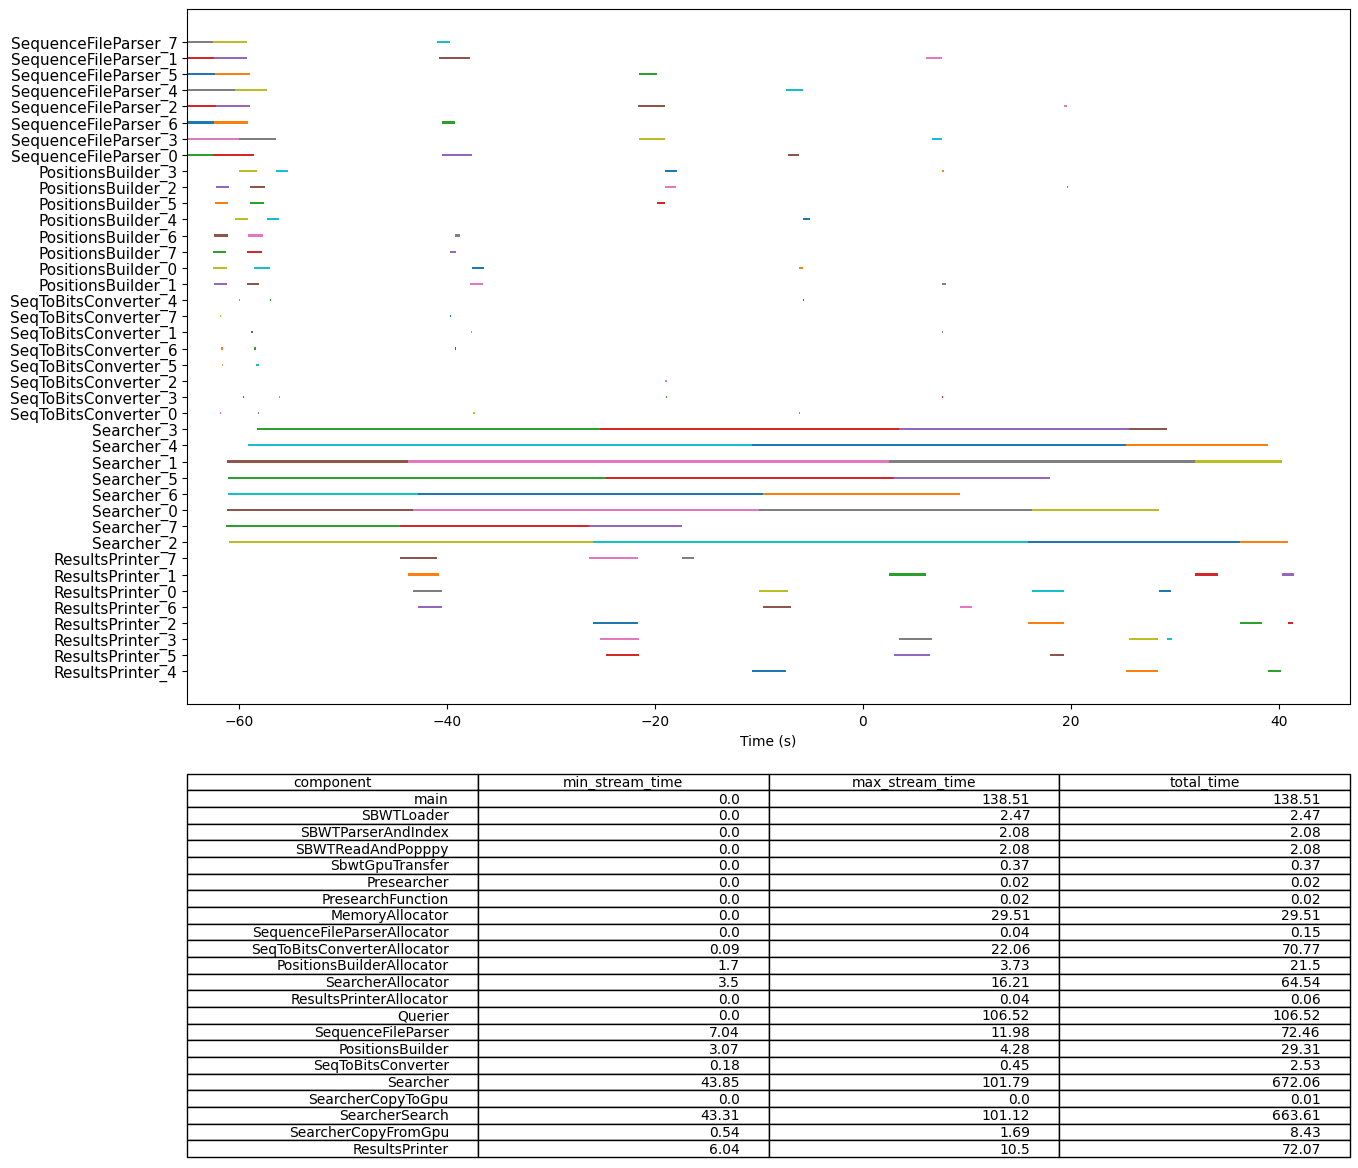 SequenceFileParser_7
SequenceFileParser_1
SequenceFileParser_5
SequenceFileParser_4
SequenceFileParser_2
SequenceFileParser_6
SequenceFileParser_3
SequenceFileParser_0
PositionsBuilder_3
PositionsBuilder_2
PositionsBuilder_5
PositionsBuilder_4
PositionsBuilder_6
PositionsBuilder_7
PositionsBuilder_0
PositionsBuilder_1
SeqToBitsConverter_4
SeqToBitsConverter_7
SeqToBitsConverter_1
SeqToBitsConverter_6
SeqToBitsConverter_5
SeqToBitsConverter_2
SeqToBitsConverter_3
SeqToBitsConverter_0
Searcher_3
Searcher_4
Searcher_1
Searcher_5
Searcher_6
Searcher_0
Searcher_7
Searcher_2
ResultsPrinter_7
ResultsPrinter_1
ResultsPrinter_0
ResultsPrinter_6
ResultsPrinter_2
ResultsPrinter_3
ResultsPrinter_5
ResultsPrinter_4
−60 −40 −20 0 20 40
Time (s)
component min_stream_time max_stream_time total_time
main 0.0 138.51 138.51
SBWTLoader 0.0 2.47 2.47
SBWTParserAndIndex 0.0 2.08 2.08
SBWTReadAndPopppy 0.0 2.08 2.08
SbwtGpuTransfer 0.0 0.37 0.37
Presearcher 0.0 0.02 0.02
PresearchFunction 0.0 0.02 0.02
MemoryAllocator 0.0 29.51 29.51
SequenceFileParserAllocator 0.0 0.04 0.15
SeqToBitsConverterAllocator 0.09 22.06 70.77
PositionsBuilderAllocator 1.7 3.73 21.5
SearcherAllocator 3.5 16.21 64.54
ResultsPrinterAllocator 0.0 0.04 0.06
Querier 0.0 106.52 106.52
SequenceFileParser 7.04 11.98 72.46
PositionsBuilder 3.07 4.28 29.31
SeqToBitsConverter 0.18 0.45 2.53
Searcher 43.85 101.79 672.06
SearcherCopyToGpu 0.0 0.0 0.01
SearcherSearch 43.31 101.12 663.61
SearcherCopyFromGpu 0.54 1.69 8.43
ResultsPrinter 6.04 10.5 72.07